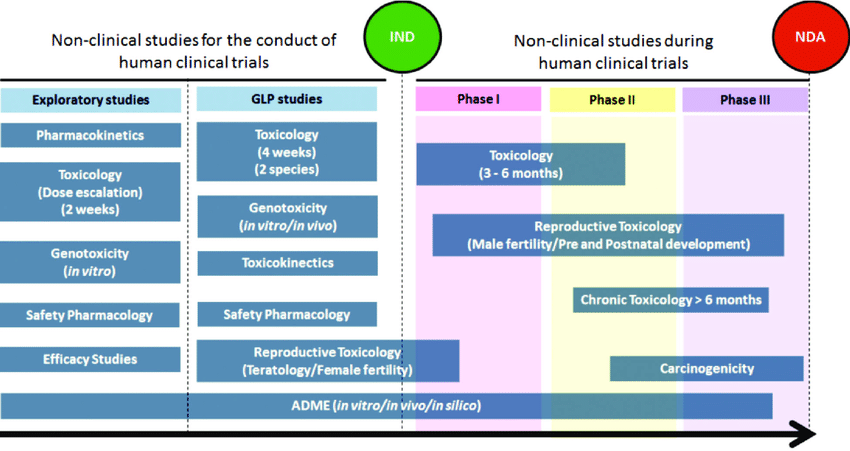 Non-clinical studies for the conduct of
human clinical trials
IND
Non-clinical studies during
human clinical trials
NDA
Exploratory studies
GLP studies
Phase I
Phase II
Phase III
Pharmacokinetics
Toxicology
(Dose escalation)
(2 weeks)
Genotoxicity
(in vitro)
Safety Pharmacology
Efficacy Studies
Toxicology
(4 weeks)
(2 species)
Genotoxicity
(in vitro/in vivo)
Toxicokinectics
Safety Pharmacology
Reproductive Toxicology
(Teratology/Female fertility)
Toxicology
(3 - 6 months)
Reproductive Toxicology
(Male fertility/Pre and Postnatal development)
Chronic Toxicology > 6 months
Carcinogenicity
ADME (in vitro/in vivo/in silico)